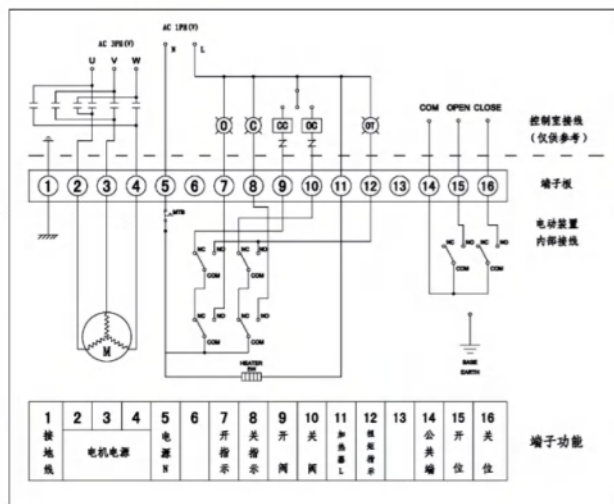 AC 1PH(V)
AC 3PH(V)
N L
U V W
COM OPEN CLOSE
O C CC OC OT
控制室接线
(仅供参考)
1 2 3 4 5 6 7 8 9 10 11 12 13 14 15 16
端子板
MTB
电动装置
内部接线
NC NO NC NO NC NO NC NO
COM COM COM COM
NC NO NC NO
COM COM
M
HEATER
BASE
EARTH
1 2 3 4 5 6 7 8 9 10 11 12 13 14 15 16
接地线 电机电源 电源N 开指示 关指示 开阀 关阀 加热器L 扭矩指示 公共端 开位 关位
端子功能